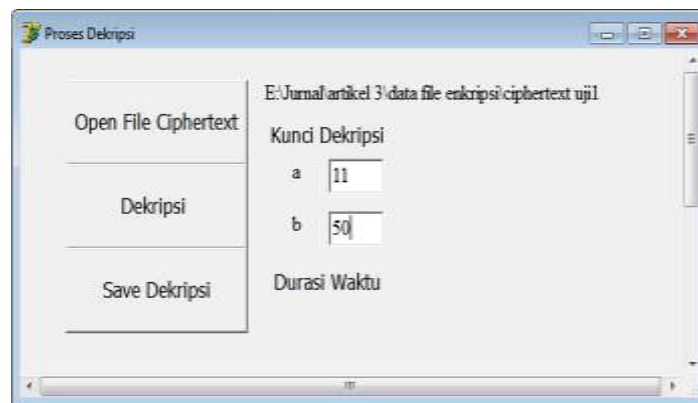 Proses Dekripsi
E:\Jurnal\artikel 3\data file enkripsi\ciphertext uji1
Open File Ciphertext
Kunci Dekripsi
a 11
Dekripsi
b 50
Save Dekripsi
Durasi Waktu